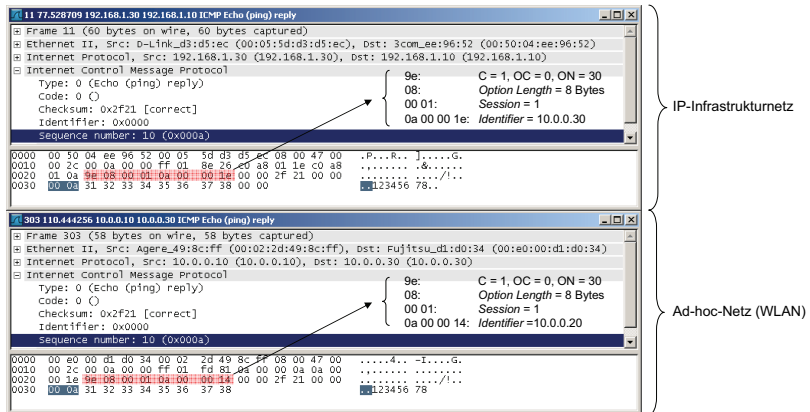 11 77.528709 192.168.1.30 192.168.1.10 ICMP Echo (ping) reply
Frame 11 (60 bytes on wire, 60 bytes captured)
Ethernet II, Src: D-Link_d3:d5:ec (00:05:5d:d3:d5:ec), Dst: 3com_ee:96:52 (00:50:04:ee:96:52)
Internet Protocol, Src: 192.168.1.30 (192.168.1.30), Dst: 192.168.1.10 (192.168.1.10)
Internet Control Message Protocol
Type: 0 (Echo (ping) reply)
Code: 0 ()
Checksum: 0x2f21 [correct]
Identifier: 0x0000
Sequence number: 10 (0x000a)
9e: C = 1, OC = 0, ON = 30
08: Option Length = 8 Bytes
00 01: Session = 1
0a 00 00 1e: Identifier = 10.0.0.30
IP-Infrastrukturnetz
0000 00 50 04 ee 96 52 00 05 5d d3 d5 ec 08 00 47 00 .P...R.. ].....G.
0010 00 2c 00 0a 00 00 ff 01 8e 26 c0 a8 01 1e c0 a8 .,...... .&......
0020 01 0a 9e 08 00 01 0a 00 00 1e 00 00 2f 21 00 00 ........ ..../!..
0030 00 0a 31 32 33 34 35 36 37 38 00 00 ..123456 78..
303 110.444256 10.0.0.10 10.0.0.30 ICMP Echo (ping) reply
Frame 303 (58 bytes on wire, 58 bytes captured)
Ethernet II, Src: Agere_49:8c:ff (00:02:2d:49:8c:ff), Dst: Fujitsu_d1:d0:34 (00:e0:00:d1:d0:34)
Internet Protocol, Src: 10.0.0.10 (10.0.0.10), Dst: 10.0.0.30 (10.0.0.30)
Internet Control Message Protocol
Type: 0 (Echo (ping) reply)
Code: 0 ()
Checksum: 0x2f21 [correct]
Identifier: 0x0000
Sequence number: 10 (0x000a)
9e: C = 1, OC = 0, ON = 30
08: Option Length = 8 Bytes
00 01: Session = 1
0a 00 00 14: Identifier =10.0.0.20
Ad-hoc-Netz (WLAN)
0000 00 e0 00 d1 d0 34 00 02 2d 49 8c ff 08 00 47 00 .....4.. -I....G.
0010 00 2c 00 0a 00 00 ff 01 fd 81 0a 00 00 0a 0a 00 .,...... ........
0020 00 1e 9e 08 00 01 0a 00 00 14 00 00 2f 21 00 00 ........ ..../!..
0030 00 0a 31 32 33 34 35 36 37 38 ..123456 78